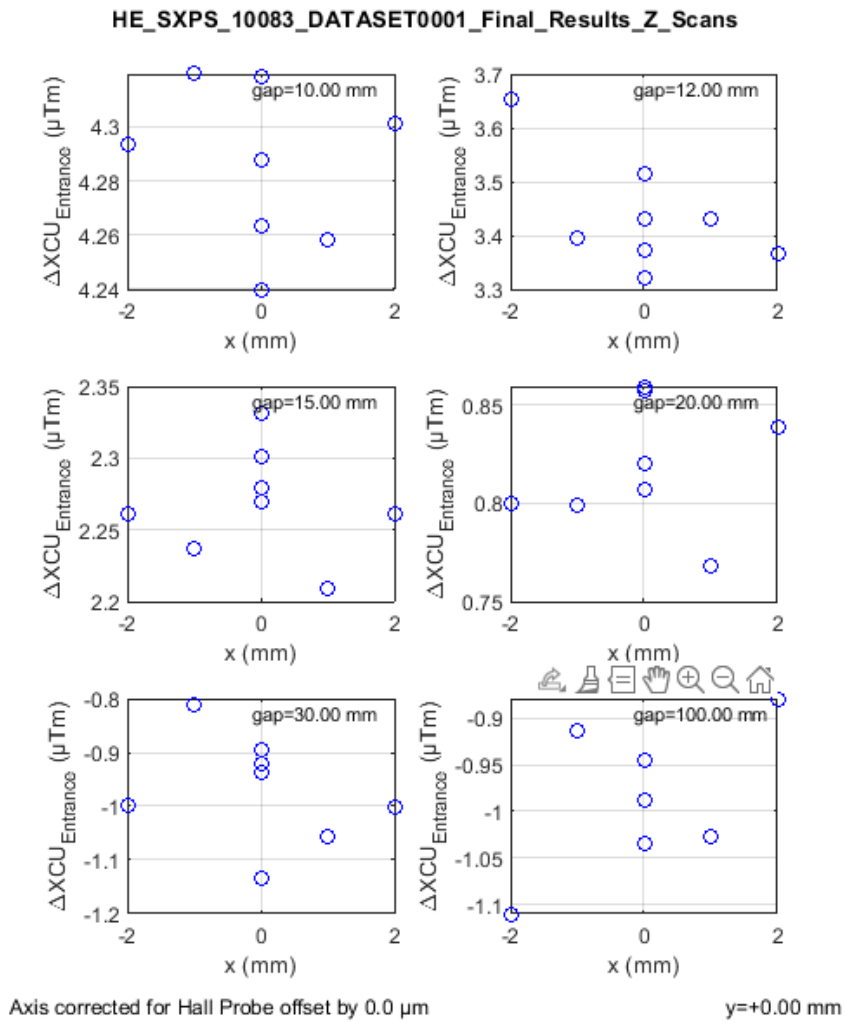 HE_SXPS_10083_DATASET0001_Final_Results_Z_Scans
gap=10.00 mm
4.3
4.28
4.26
4.24
-2
0
2
x (mm)
ΔXCU_Entrance (µTm)
gap=12.00 mm
3.7
3.6
3.5
3.4
3.3
-2
0
2
x (mm)
ΔXCU_Entrance (µTm)
gap=15.00 mm
2.35
2.3
2.25
2.2
-2
0
2
x (mm)
ΔXCU_Entrance (µTm)
gap=20.00 mm
0.85
0.8
0.75
-2
0
2
x (mm)
ΔXCU_Entrance (µTm)
gap=30.00 mm
-0.8
-0.9
-1
-1.1
-1.2
-2
0
2
x (mm)
ΔXCU_Entrance (µTm)
gap=100.00 mm
-0.9
-0.95
-1
-1.05
-1.1
-2
0
2
x (mm)
ΔXCU_Entrance (µTm)
Axis corrected for Hall Probe offset by 0.0 µm
y=+0.00 mm